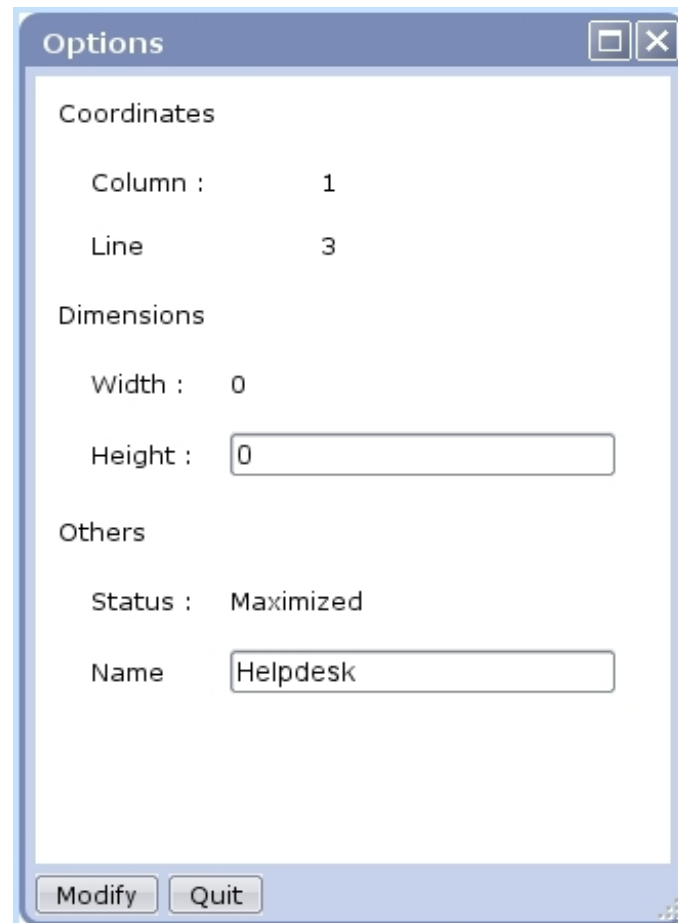 Options
Coordinates
Column : 1
Line 3
Dimensions
Width : 0
Height : 0
Others
Status : Maximized
Name Helpdesk
Modify Quit